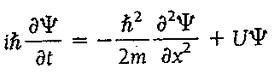 iħ ∂Ψ/∂t = − ħ²/2m ∂²Ψ/∂x² + UΨ